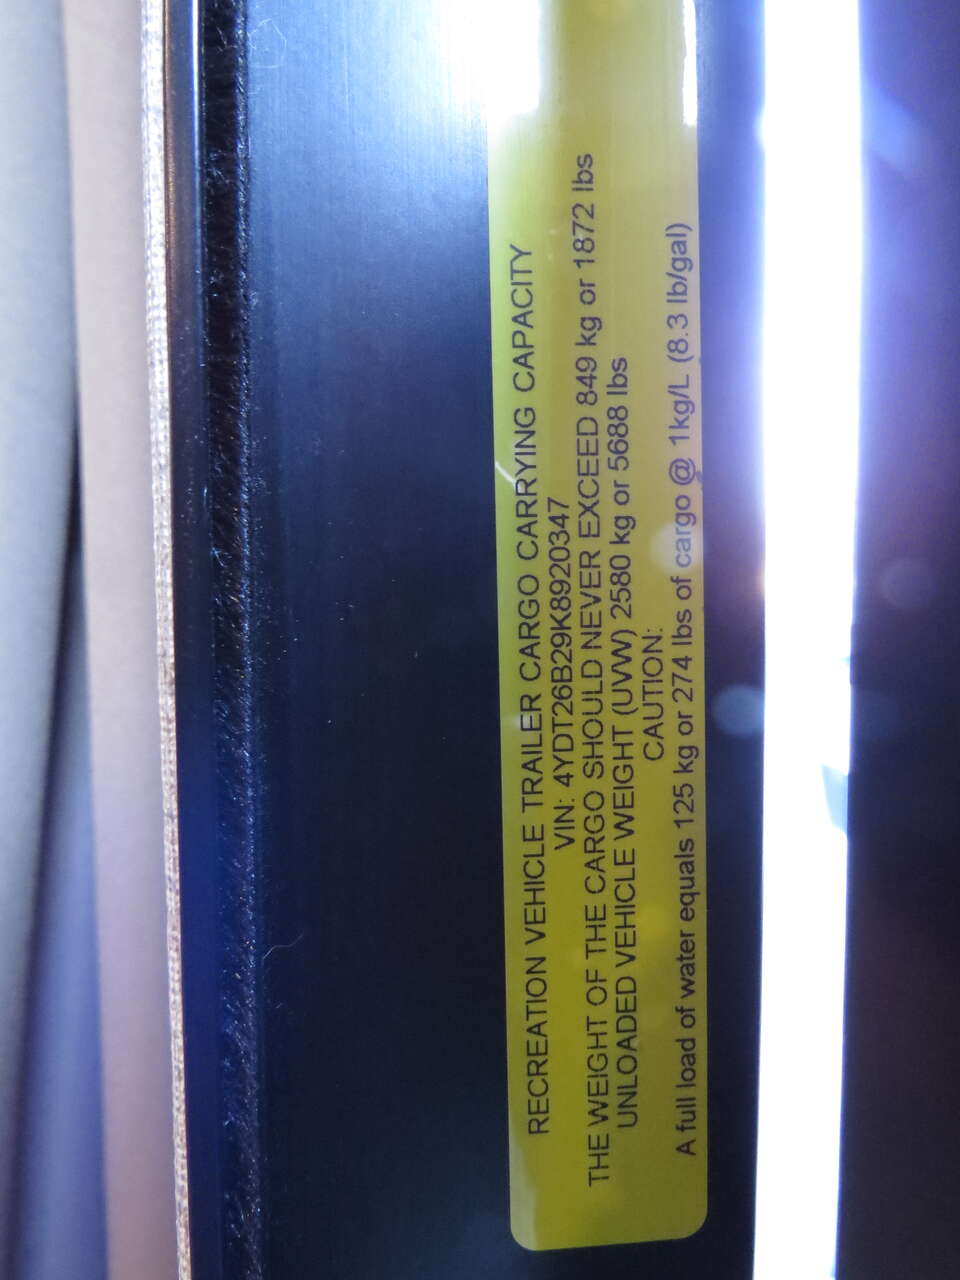 RECREATION VEHICLE TRAILER CARGO CARRYING CAPACITY
VIN: 4YDT26B29K8920347
THE WEIGHT OF THE CARGO SHOULD NEVER EXCEED 849 kg or 1872 lbs
UNLOADED VEHICLE WEIGHT (UVW) 2580 kg or 5688 lbs
CAUTION:
A full load of water equals 125 kg or 274 lbs of cargo @ 1kg/L (8.3 lb/gal)